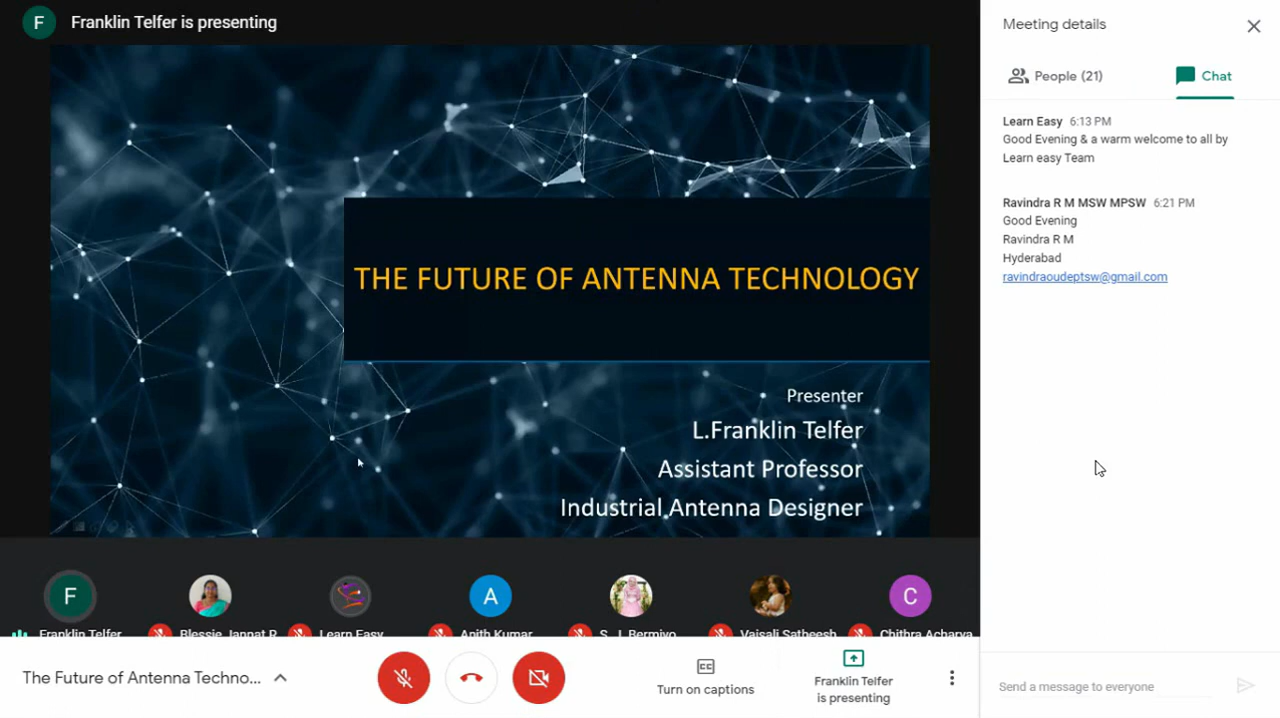 F Franklin Telfer is presenting
THE FUTURE OF ANTENNA TECHNOLOGY
Presenter
L.Franklin Telfer
Assistant Professor
Industrial Antenna Designer
F
A
C
Franklin Telfer
Blessie Jannat R
Learn Easy
Anith Kumar
S. J. Bermiyo
Vaisali Satheesh
Chithra Acharya
The Future of Antenna Techno...
CC
Turn on captions
Franklin Telfer
is presenting
Meeting details
People (21)
Chat
Learn Easy 6:13 PM
Good Evening & a warm welcome to all by
Learn easy Team
Ravindra R M MSW MPSW 6:21 PM
Good Evening
Ravindra R M
Hyderabad
ravindraoudeptsw@gmail.com
Send a message to everyone